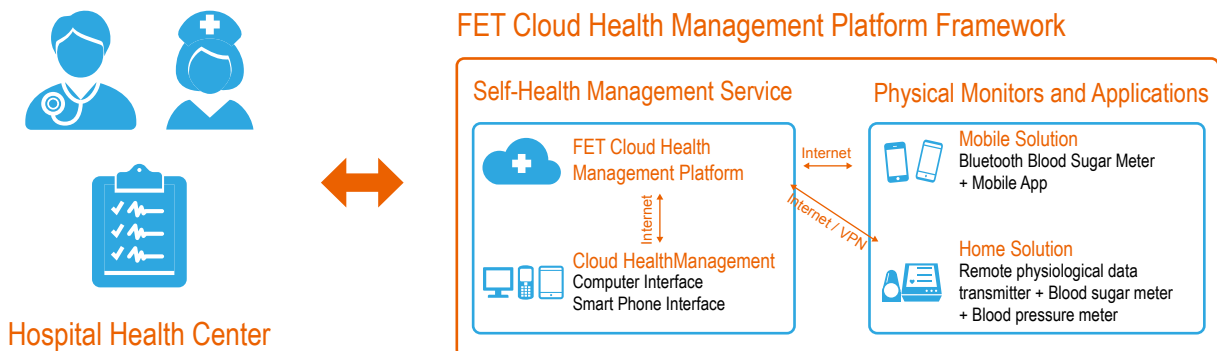 FET Cloud Health Management Platform Framework
Self-Health Management Service
Physical Monitors and Applications
FET Cloud Health
Management Platform
Internet
Cloud HealthManagement
Computer Interface
Smart Phone Interface
Internet
Internet / VPN
Mobile Solution
Bluetooth Blood Sugar Meter
+ Mobile App
Home Solution
Remote physiological data
transmitter + Blood sugar meter
+ Blood pressure meter
Hospital Health Center